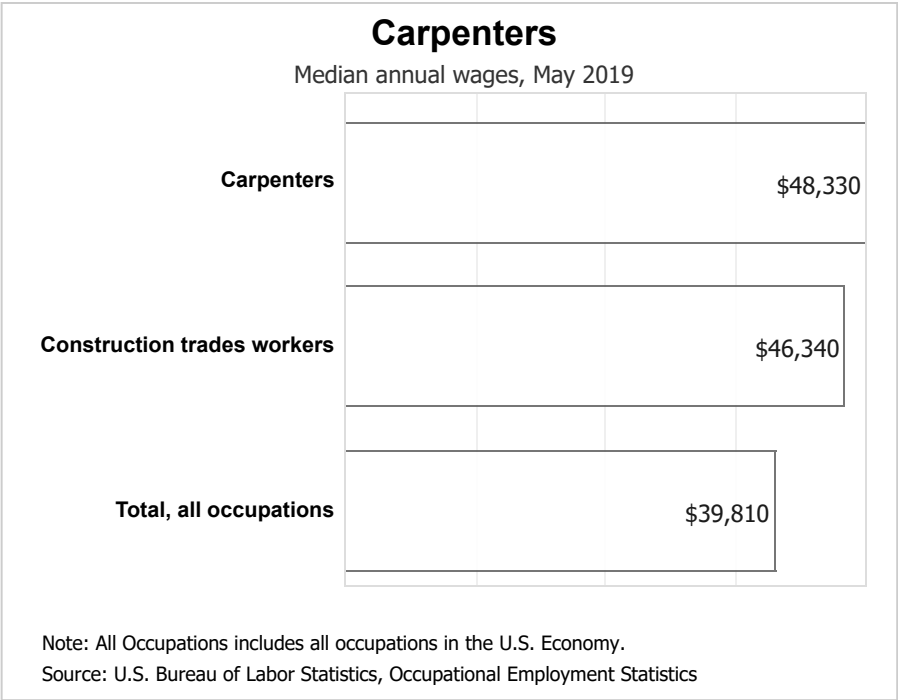 Carpenters
Median annual wages, May 2019
Carpenters
$48,330
Construction trades workers
$46,340
Total, all occupations
$39,810
Note: All Occupations includes all occupations in the U.S. Economy.
Source: U.S. Bureau of Labor Statistics, Occupational Employment Statistics